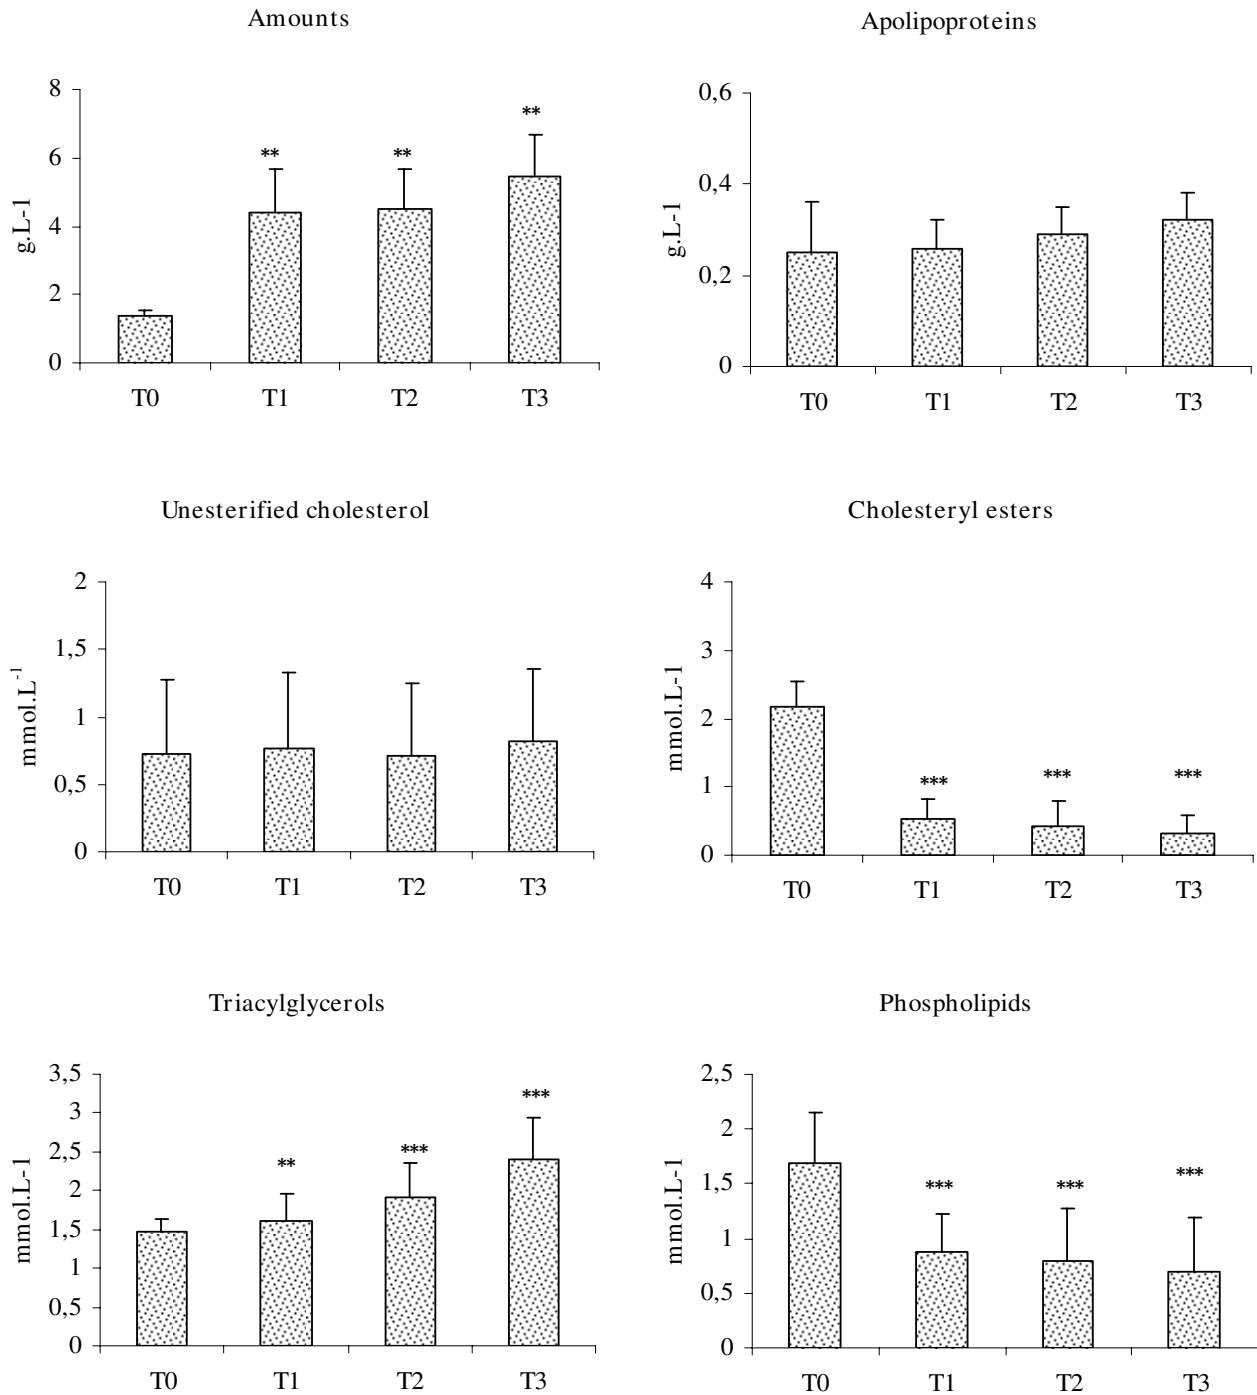 Amounts
8
6
4
2
0
g.L-1
**
**
**
T0 T1 T2 T3
Apolipoproteins
0,6
0,4
0,2
0
g.L-1
T0 T1 T2 T3
Unesterified cholesterol
2
1,5
1
0,5
0
mmol.L-1
T0 T1 T2 T3
Cholesteryl esters
4
3
2
1
0
mmol.L-1
*** *** ***
T0 T1 T2 T3
Triacylglycerols
3,5
3
2,5
2
1,5
1
0,5
0
mmol.L-1
**
***
***
T0 T1 T2 T3
Phospholipids
2,5
2
1,5
1
0,5
0
mmol.L-1
*** *** ***
T0 T1 T2 T3